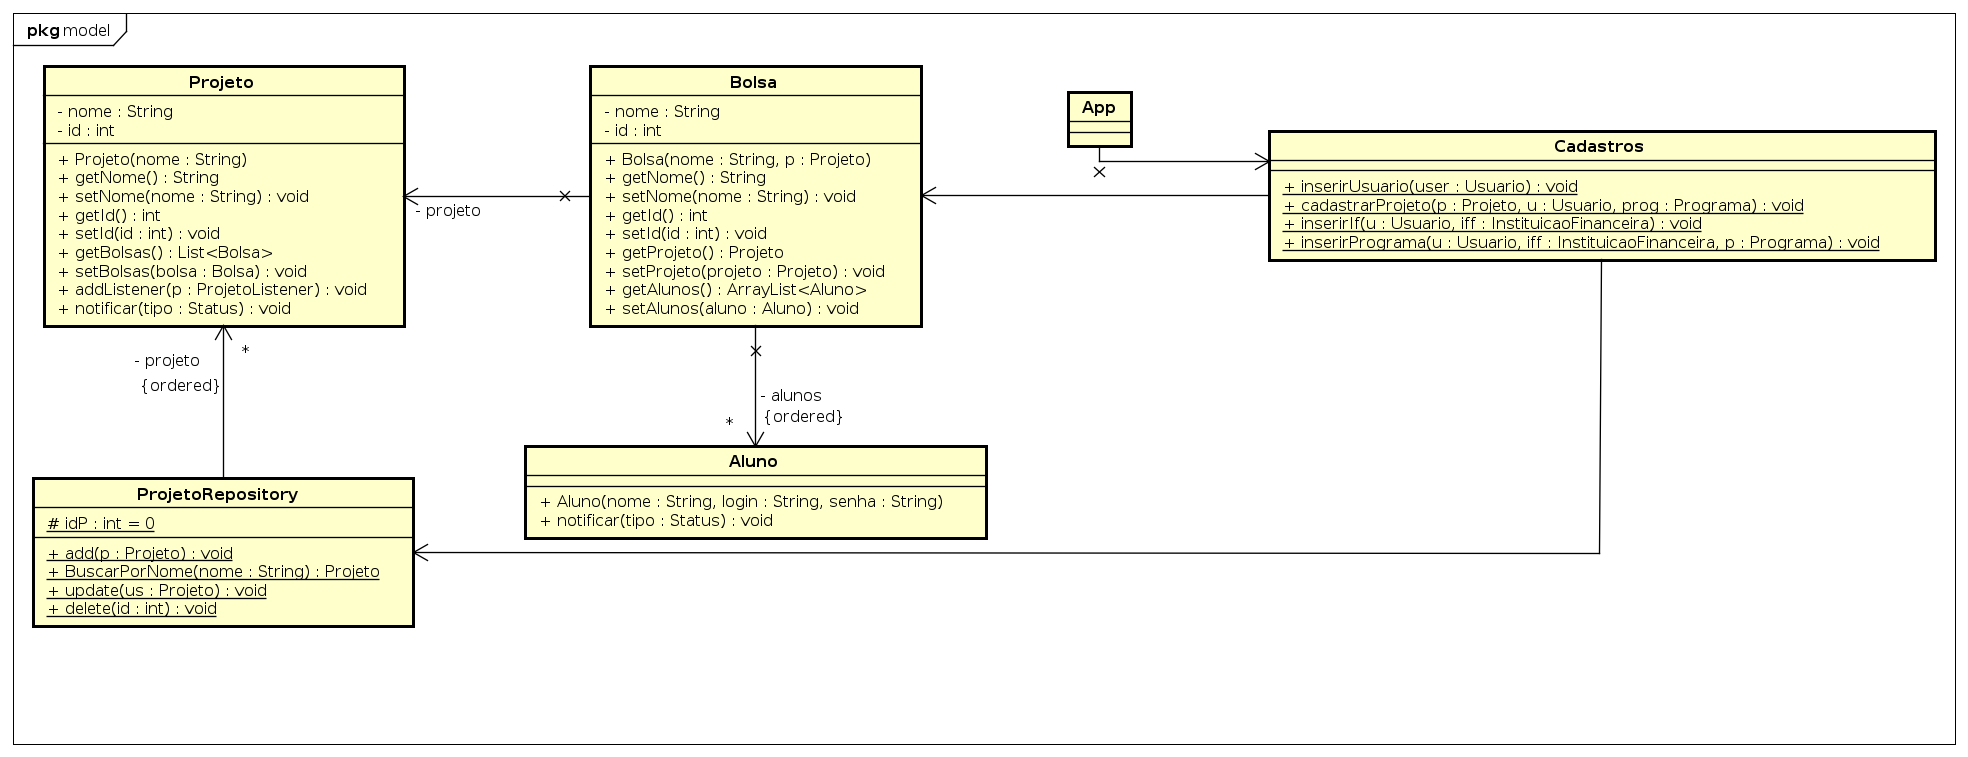 pkg model
Projeto
- nome : String
- id : int
+ Projeto(nome : String)
+ getNome() : String
+ setNome(nome : String) : void
+ getId() : int
+ setId(id : int) : void
+ getBolsas() : List<Bolsa>
+ setBolsas(bolsa : Bolsa) : void
+ addListener(p : ProjetoListener) : void
+ notificar(tipo : Status) : void
- projeto
Bolsa
- nome : String
- id : int
+ Bolsa(nome : String, p : Projeto)
+ getNome() : String
+ setNome(nome : String) : void
+ getId() : int
+ setId(id : int) : void
+ getProjeto() : Projeto
+ setProjeto(projeto : Projeto) : void
+ getAlunos() : ArrayList<Aluno>
+ setAlunos(aluno : Aluno) : void
App
Cadastros
+ inserirUsuario(user : Usuario) : void
+ cadastrarProjeto(p : Projeto, u : Usuario, prog : Programa) : void
+ inserirIf(u : Usuario, iff : InstituicaoFinanceira) : void
+ inserirPrograma(u : Usuario, iff : InstituicaoFinanceira, p : Programa) : void
*
- projeto
{ordered}
- alunos
{ordered}
*
Aluno
+ Aluno(nome : String, login : String, senha : String)
+ notificar(tipo : Status) : void
ProjetoRepository
# idP : int = 0
+ add(p : Projeto) : void
+ BuscarPorNome(nome : String) : Projeto
+ update(us : Projeto) : void
+ delete(id : int) : void